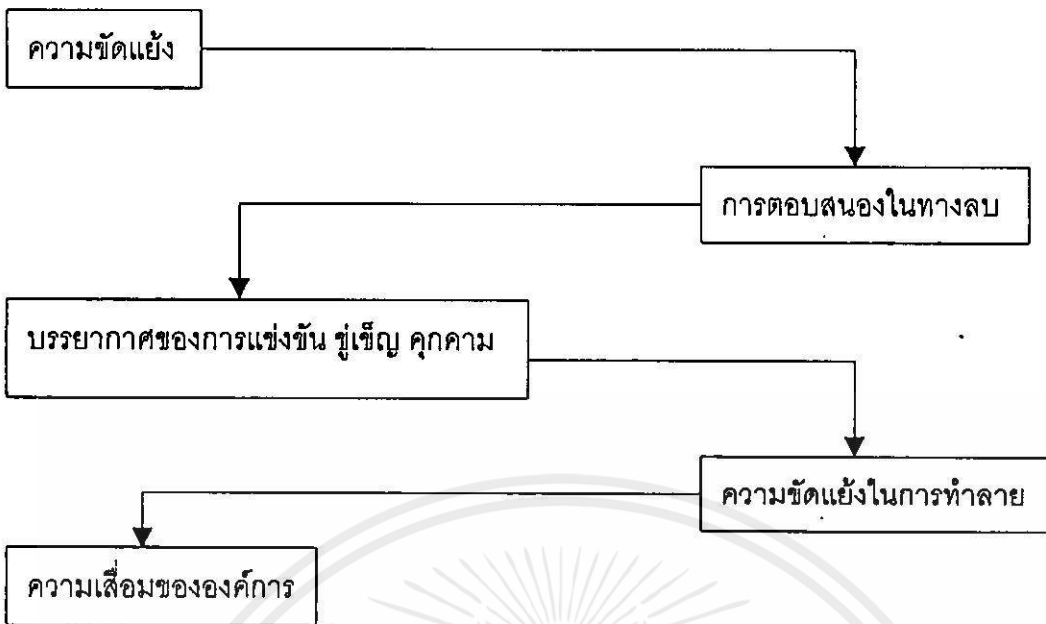 ความขัดแย้ง
การตอบสนองในทางลบ
บรรยากาศของการแข่งขัน ขู่เข็ญ คุกคาม
ความขัดแย้งในการทำลาย
ความเสื่อมขององค์การ